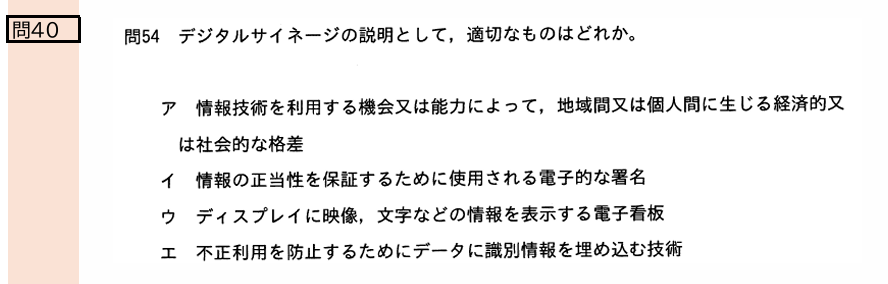 問40
問54 デジタルサイネージの説明として，適切なものはどれか。
ア 情報技術を利用する機会又は能力によって，地域間又は個人間に生じる経済的又
は社会的な格差
イ 情報の正当性を保証するために使用される電子的な署名
ウ ディスプレイに映像，文字などの情報を表示する電子看板
エ 不正利用を防止するためにデータに識別情報を埋め込む技術